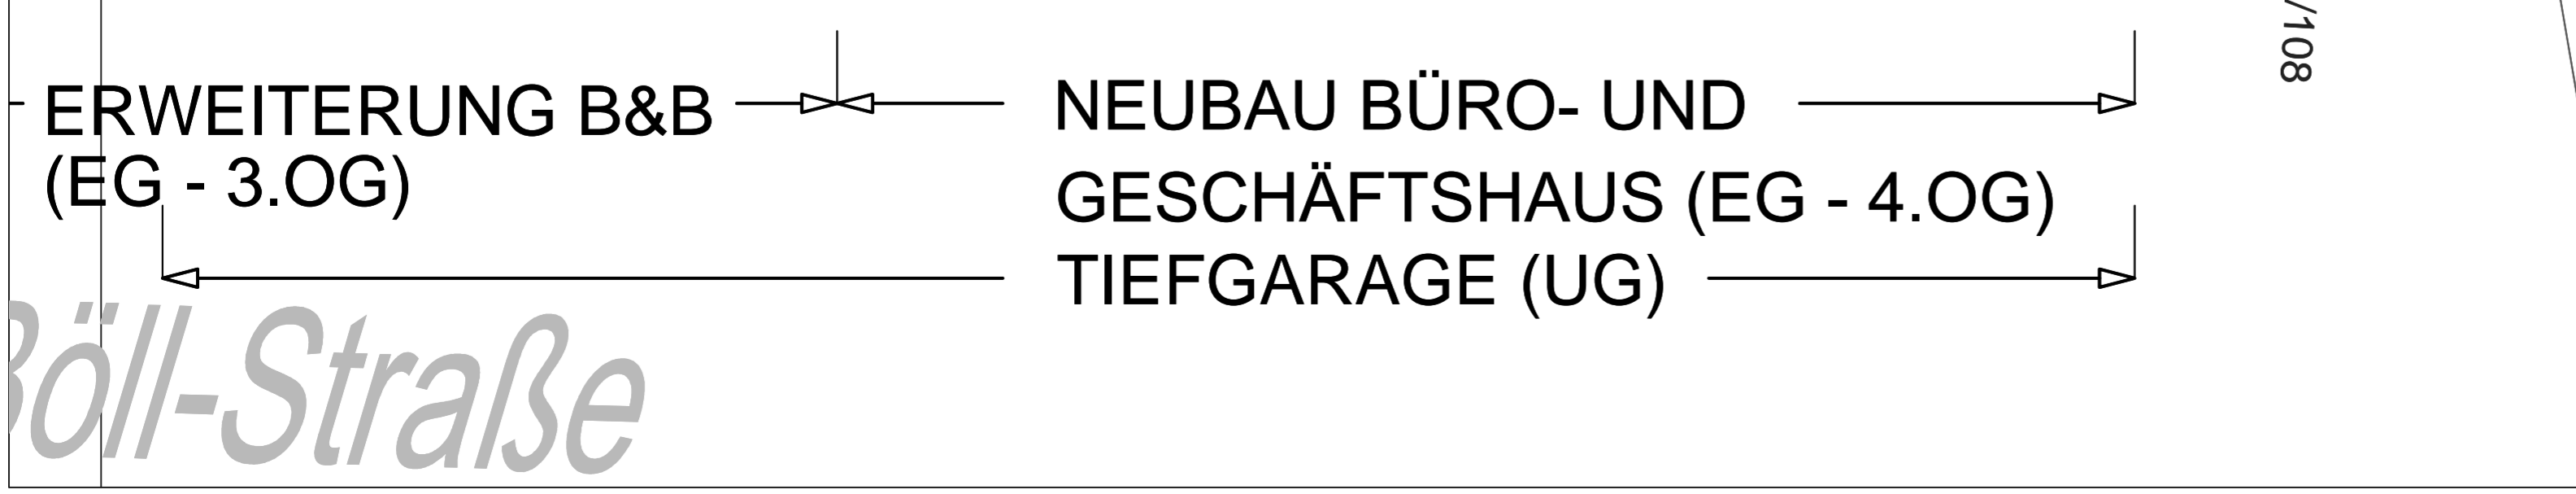 ERWEITERUNG B&B
(EG - 3.OG)
NEUBAU BÜRO- UND
GESCHÄFTSHAUS (EG - 4.OG)
TIEFGARAGE (UG)
Böll-Straße
/108